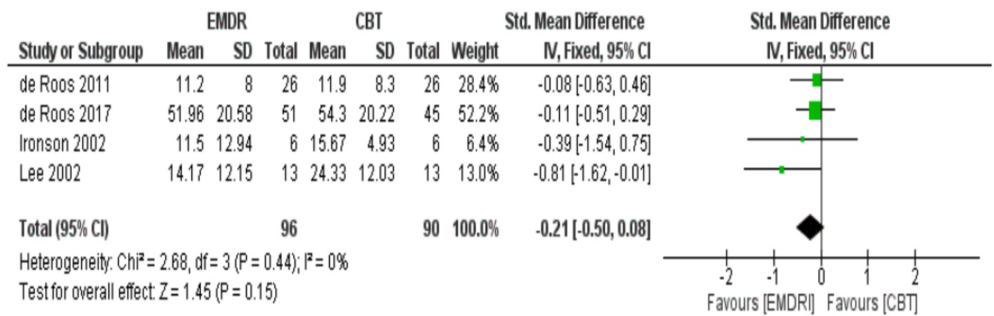 EMDR CBT Std. Mean Difference Std. Mean Difference
Study or Subgroup Mean SD Total Mean SD Total Weight IV, Fixed, 95% CI IV, Fixed, 95% CI
de Roos 2011 11.2 8 26 11.9 8.3 26 28.4% -0.08 [-0.63, 0.46]
de Roos 2017 51.96 20.58 51 54.3 20.22 45 52.2% -0.11 [-0.51, 0.29]
Ironson 2002 11.5 12.94 6 15.67 4.93 6 6.4% -0.39 [-1.54, 0.75]
Lee 2002 14.17 12.15 13 24.33 12.03 13 13.0% -0.81 [-1.62, -0.01]
Total (95% CI) 96 90 100.0% -0.21 [-0.50, 0.08]
Heterogeneity: Chi² = 2.68, df = 3 (P = 0.44); I² = 0%
Test for overall effect: Z = 1.45 (P = 0.15)
-2 -1 0 1 2
Favours [EMDRI] Favours [CBT]